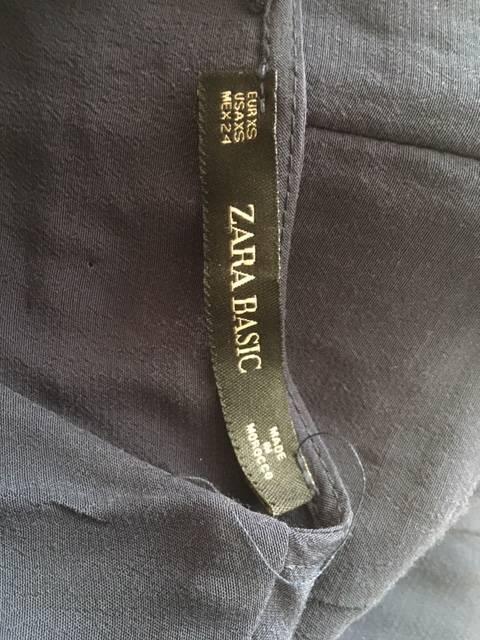 EUR XS
USA XS
MEX 24
ZARA BASIC
MADE
IN
MOROCCO